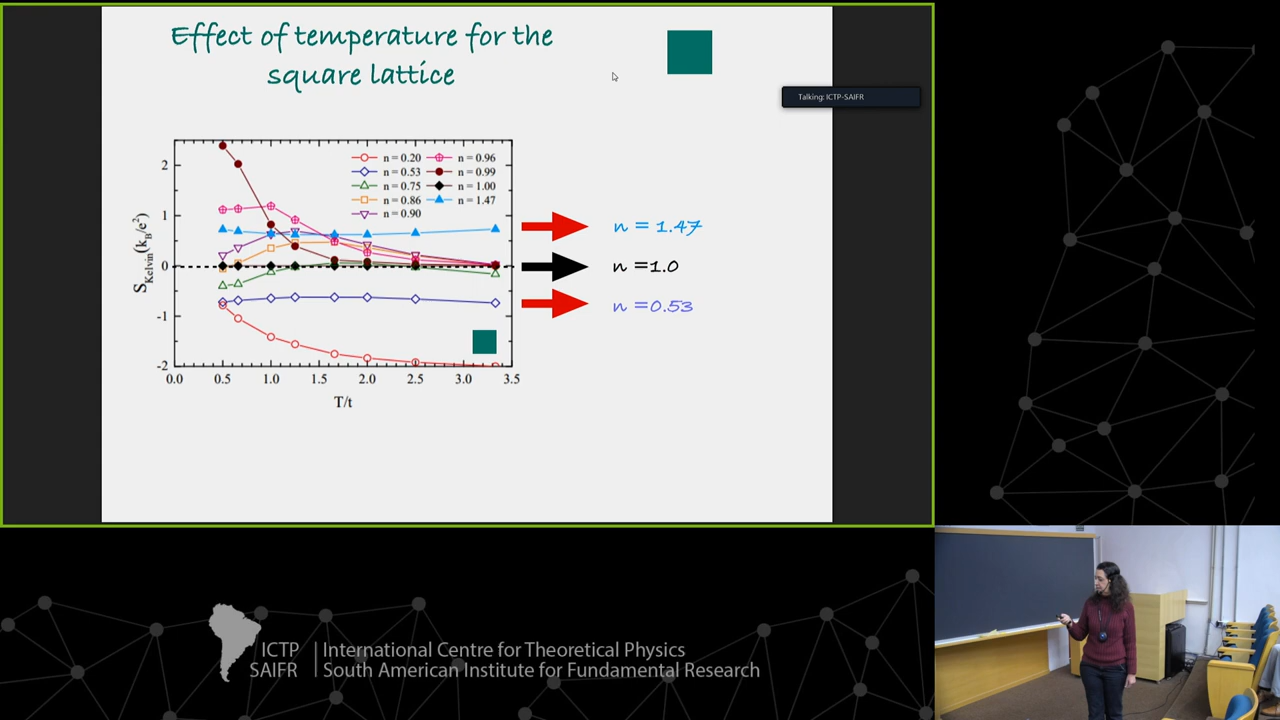 Effect of temperature for the
square lattice
Talking: ICTP-SAIFR
S_Kelvin(k_B/e²)
2
1
0
-1
-2
0.0 0.5 1.0 1.5 2.0 2.5 3.0 3.5
T/t
n = 0.20
n = 0.53
n = 0.75
n = 0.86
n = 0.90
n = 0.96
n = 0.99
n = 1.00
n = 1.47
n = 1.47
n =1.0
n =0.53
ICTP
SAIFR
International Centre for Theoretical Physics
South American Institute for Fundamental Research